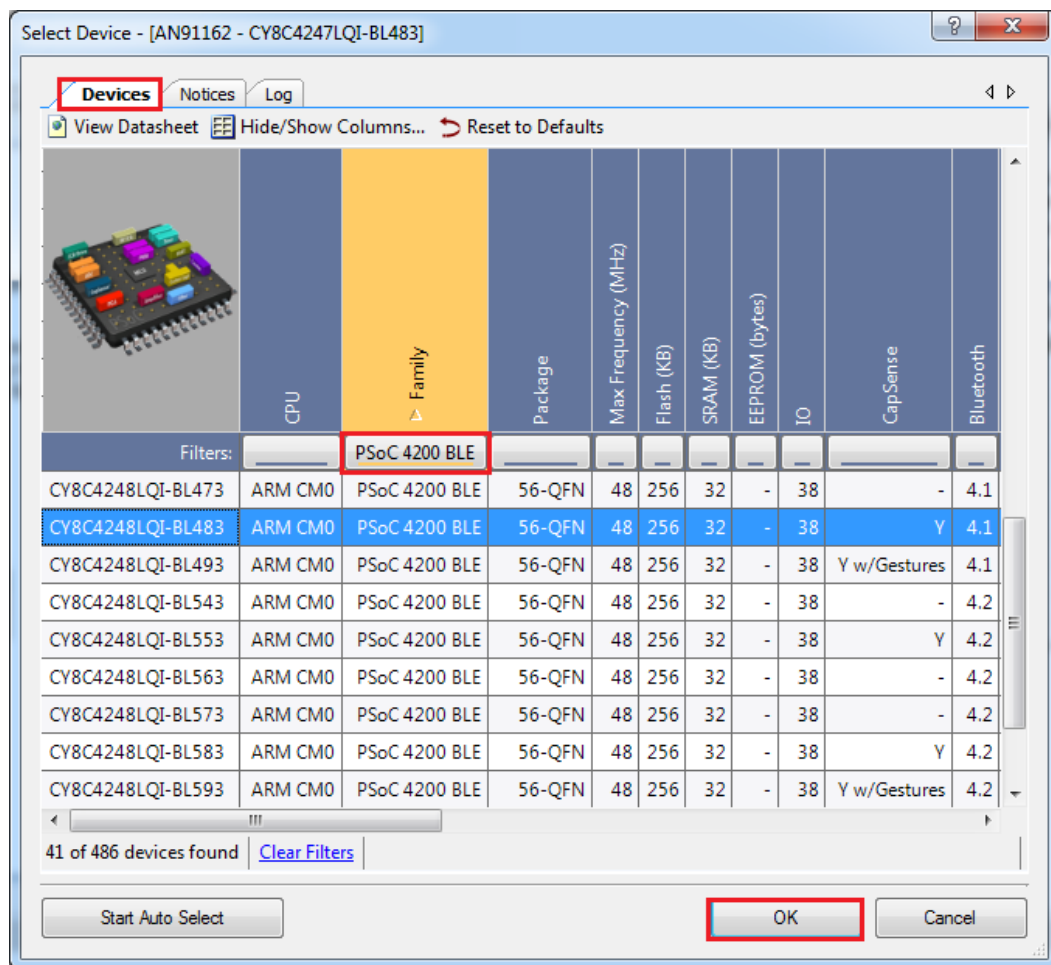 Select Device - [AN91162 - CY8C4247LQI-BL483]
Devices Notices Log
View Datasheet Hide/Show Columns... Reset to Defaults
CPU Family Package Max Frequency (MHz) Flash (KB) SRAM (KB) EEPROM (bytes) IO CapSense Bluetooth
Filters: PSoC 4200 BLE
CY8C4248LQI-BL473 ARM CM0 PSoC 4200 BLE 56-QFN 48 256 32 - 38 - 4.1
CY8C4248LQI-BL483 ARM CM0 PSoC 4200 BLE 56-QFN 48 256 32 - 38 Y 4.1
CY8C4248LQI-BL493 ARM CM0 PSoC 4200 BLE 56-QFN 48 256 32 - 38 Y w/Gestures 4.1
CY8C4248LQI-BL543 ARM CM0 PSoC 4200 BLE 56-QFN 48 256 32 - 38 - 4.2
CY8C4248LQI-BL553 ARM CM0 PSoC 4200 BLE 56-QFN 48 256 32 - 38 Y 4.2
CY8C4248LQI-BL563 ARM CM0 PSoC 4200 BLE 56-QFN 48 256 32 - 38 - 4.2
CY8C4248LQI-BL573 ARM CM0 PSoC 4200 BLE 56-QFN 48 256 32 - 38 - 4.2
CY8C4248LQI-BL583 ARM CM0 PSoC 4200 BLE 56-QFN 48 256 32 - 38 Y 4.2
CY8C4248LQI-BL593 ARM CM0 PSoC 4200 BLE 56-QFN 48 256 32 - 38 Y w/Gestures 4.2
41 of 486 devices found Clear Filters
Start Auto Select OK Cancel